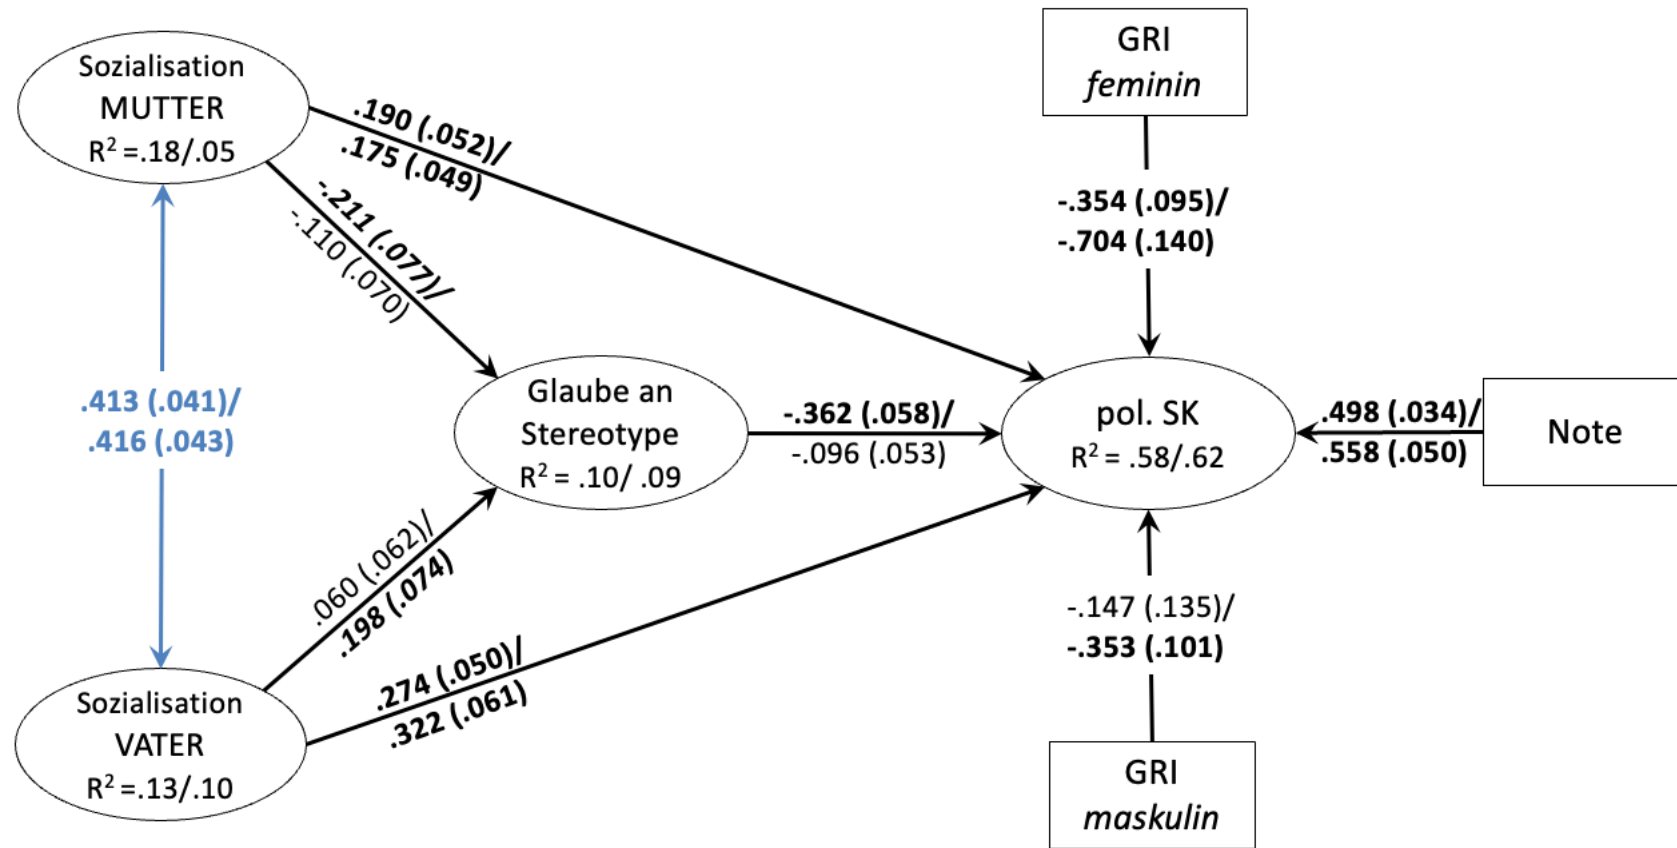 Sozialisation
MUTTER
R² =.18/.05
.190 (.052)/
.175 (.049)
-.211 (.077)/
-.110 (.070)
GRI
feminin
-.354 (.095)/
-.704 (.140)
.413 (.041)/
.416 (.043)
Glaube an
Stereotype
R² = .10/ .09
-.362 (.058)/
-.096 (.053)
pol. SK
R² = .58/.62
.498 (.034)/
.558 (.050)
Note
.060 (.062)/
.198 (.074)
.274 (.050)/
.322 (.061)
-.147 (.135)/
-.353 (.101)
Sozialisation
VATER
R² =.13/.10
GRI
maskulin